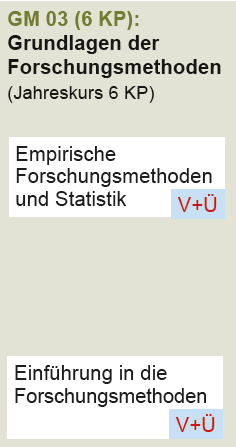 GM 03 (6 KP):
Grundlagen der
Forschungsmethoden
(Jahreskurs 6 KP)
Empirische
Forschungsmethoden
und Statistik
V+Ü
Einführung in die
Forschungsmethoden
V+Ü